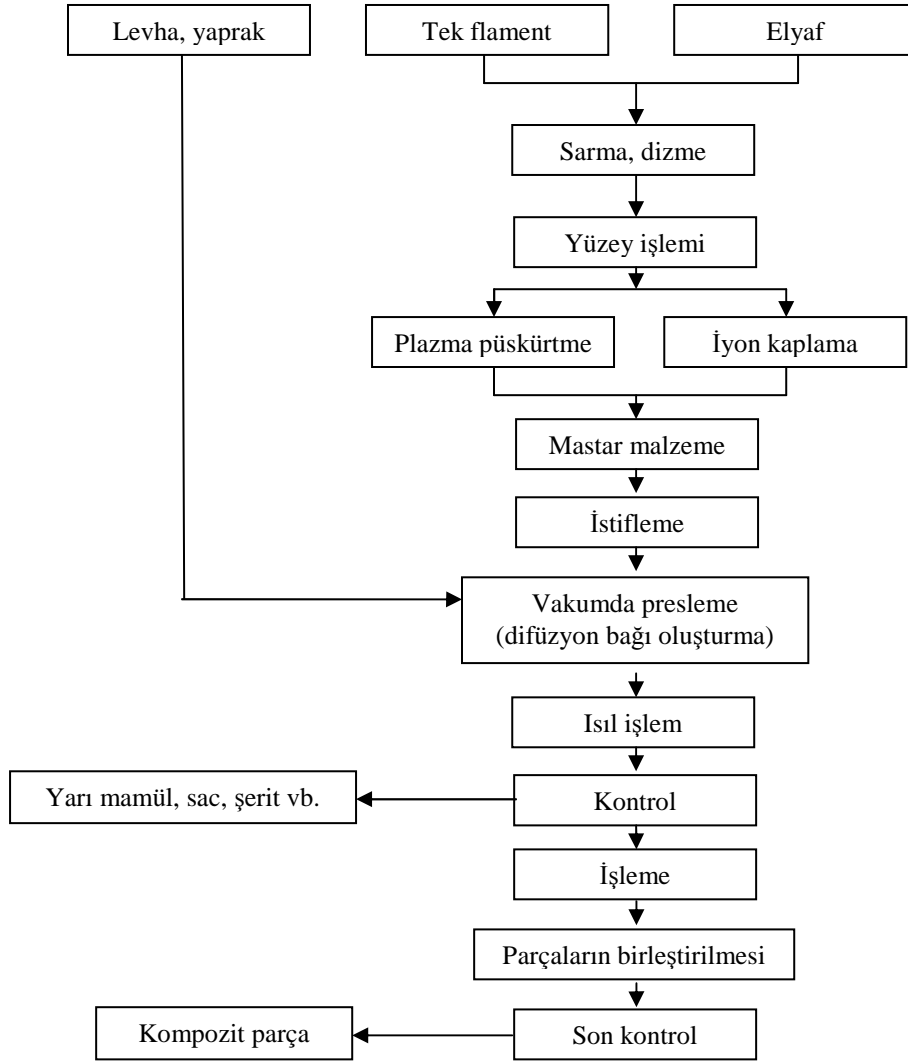 Levha, yaprak
Tek flament
Elyaf
Sarma, dizme
Yüzey işlemi
Plazma püskürtme
İyon kaplama
Mastar malzeme
İstifleme
Vakumda presleme
(difüzyon bağı oluşturma)
Isıl işlem
Yarı mamül, sac, şerit vb.
Kontrol
İşleme
Parçaların birleştirilmesi
Kompozit parça
Son kontrol